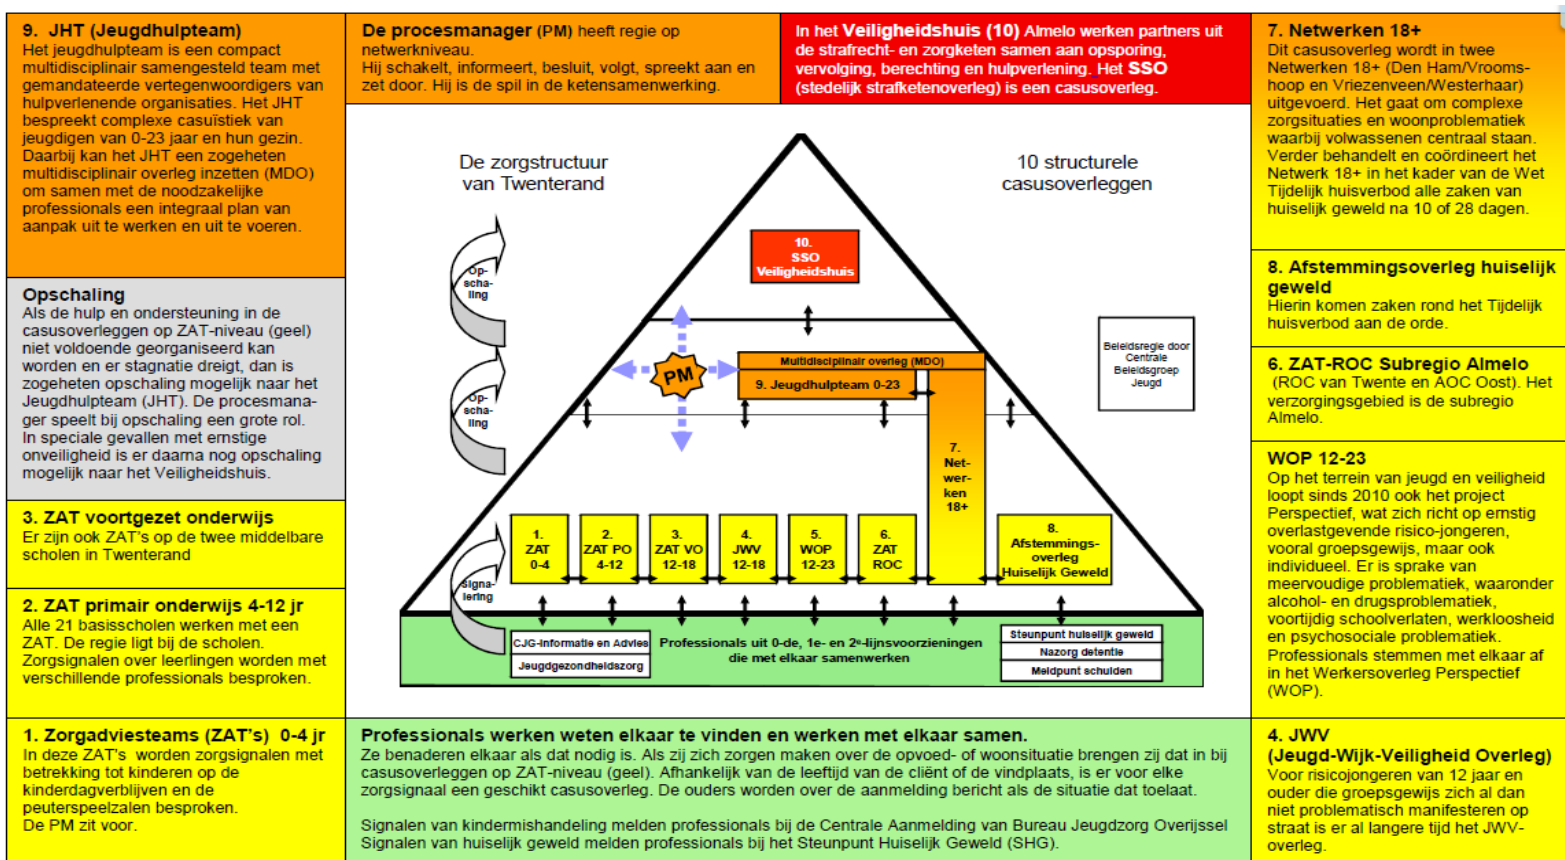 9.  JHT (Jeugdhulpteam)
Het jeugdhulpteam is een compact
multidisciplinair samengesteld team met
gemandateerde vertegenwoordigers van
hulpverlenende organisaties. Het JHT
bespreekt complexe casuïstiek van
jeugdigen van 0-23 jaar en hun gezin.
Daarbij kan het JHT een zogeheten
multidisciplinair overleg inzetten (MDO)
om samen met de noodzakelijke
professionals een integraal plan van
aanpak uit te werken en uit te voeren.
Opschaling
Als de hulp en ondersteuning in de
casusoverleggen op ZAT-niveau (geel)
niet voldoende georganiseerd kan
worden en er stagnatie dreigt, dan is
zogeheten opschaling mogelijk naar het
Jeugdhulpteam (JHT). De procesmana-
ger speelt bij opschaling een grote rol.
In speciale gevallen met ernstige
onveiligheid is er daarna nog opschaling
mogelijk naar het Veiligheidshuis.
3. ZAT voortgezet onderwijs
Er zijn ook ZAT's op de twee middelbare
scholen in Twenterand
2. ZAT primair onderwijs 4-12 jr
Alle 21 basisscholen werken met een
ZAT. De regie ligt bij de scholen.
Zorgsignalen over leerlingen worden met
verschillende professionals besproken.
1. Zorgadviesteams (ZAT's)  0-4 jr
In deze ZAT's  worden zorgsignalen met
betrekking tot kinderen op de
kinderdagverblijven en de
peuterspeelzalen besproken.
De PM zit voor.
De procesmanager (PM) heeft regie op
netwerkniveau.
Hij schakelt, informeert, besluit, volgt, spreekt aan en
zet door. Hij is de spil in de ketensamenwerking.
In het Veiligheidshuis (10) Almelo werken partners uit
de strafrecht- en zorgketen samen aan opsporing,
vervolging, berechting en hulpverlening. Het SSO
(stedelijk strafketenoverleg) is een casusoverleg.
De zorgstructuur
van Twenterand
10 structurele
casusoverleggen
10.
SSO
Veiligheidshuis
Op-
scha-
ling
PM
Multidisciplinair overleg (MDO)
9. Jeugdhulpteam 0-23
Beleidsregie door
Centrale
Beleidsgroep
Jeugd
Op-
scha-
ling
7.
Net-
wer-
ken
18+
1.
ZAT
0-4
2.
ZAT PO
4-12
3.
ZAT VO
12-18
4.
JWV
12-18
5.
WOP
12-23
6.
ZAT
ROC
8.
Afstemmings-
overleg
Huiselijk Geweld
Signa-
lering
CJG-Informatie en Advies
Jeugdgezondheidszorg
Professionals uit 0-de, 1e- en 2e-lijnsvoorzieningen
die met elkaar samenwerken
Steunpunt huiselijk geweld
Nazorg detentie
Meldpunt schulden
Professionals werken weten elkaar te vinden en werken met elkaar samen.
Ze benaderen elkaar als dat nodig is. Als zij zich zorgen maken over de opvoed- of woonsituatie brengen zij dat in bij
casusoverleggen op ZAT-niveau (geel). Afhankelijk van de leeftijd van de cliënt of de vindplaats, is er voor elke
zorgsignaal een geschikt casusoverleg. De ouders worden over de aanmelding bericht als de situatie dat toelaat.
Signalen van kindermishandeling melden professionals bij de Centrale Aanmelding van Bureau Jeugdzorg Overijssel
Signalen van huiselijk geweld melden professionals bij het Steunpunt Huiselijk Geweld (SHG).
7. Netwerken 18+
Dit casusoverleg wordt in twee
Netwerken 18+ (Den Ham/Vrooms-
hoop en Vriezenveen/Westerhaar)
uitgevoerd. Het gaat om complexe
zorgsituaties en woonproblematiek
waarbij volwassenen centraal staan.
Verder behandelt en coördineert het
Netwerk 18+ in het kader van de Wet
Tijdelijk huisverbod alle zaken van
huiselijk geweld na 10 of 28 dagen.
8. Afstemmingsoverleg huiselijk
geweld
Hierin komen zaken rond het Tijdelijk
huisverbod aan de orde.
6. ZAT-ROC Subregio Almelo
(ROC van Twente en AOC Oost). Het
verzorgingsgebied is de subregio
Almelo.
WOP 12-23
Op het terrein van jeugd en veiligheid
loopt sinds 2010 ook het project
Perspectief, wat zich richt op ernstig
overlastgevende risico-jongeren,
vooral groepsgewijs, maar ook
individueel. Er is sprake van
meervoudige problematiek, waaronder
alcohol- en drugsproblematiek,
voortijdig schoolverlaten, werkloosheid
en psychosociale problematiek.
Professionals stemmen met elkaar af
in het Werkersoverleg Perspectief
(WOP).
4. JWV
(Jeugd-Wijk-Veiligheid Overleg)
Voor risicojongeren van 12 jaar en
ouder die groepsgewijs zich al dan
niet problematisch manifesteren op
straat is er al langere tijd het JWV-
overleg.